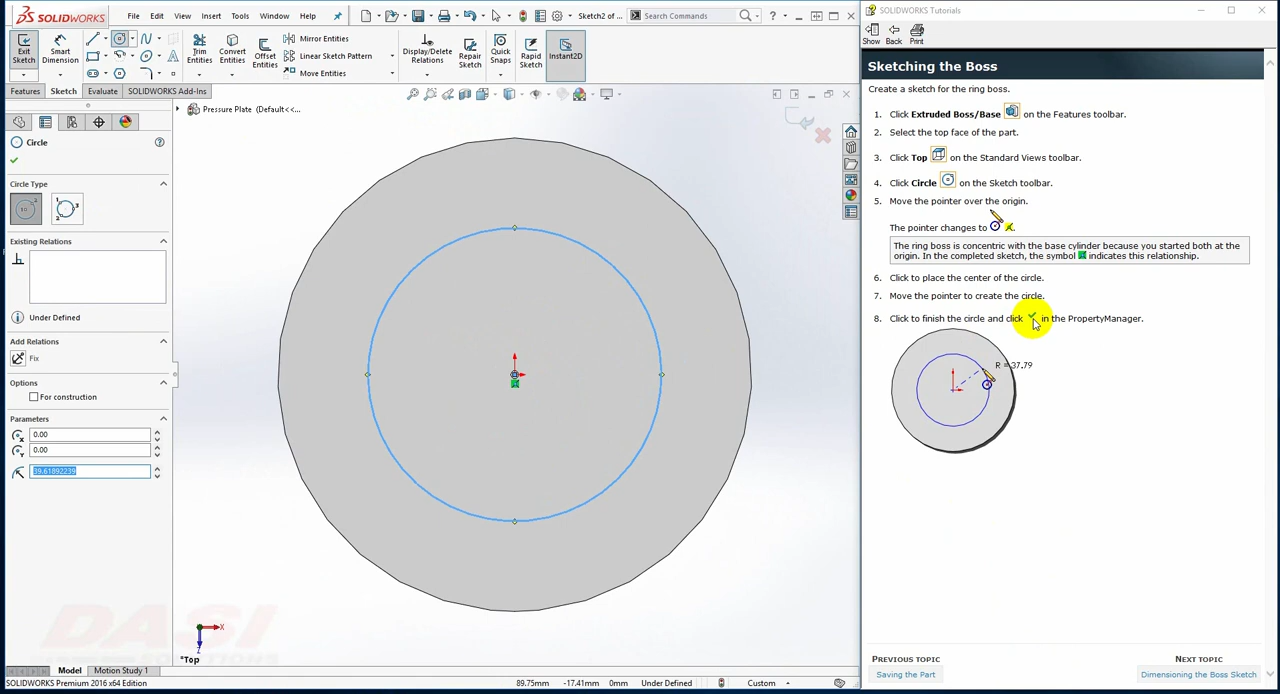 SOLIDWORKS
File
Edit
View
Insert
Tools
Window
Help
Sketch2 of ...
Search Commands
Exit Sketch
Smart Dimension
Trim Entities
Convert Entities
Offset Entities
Mirror Entities
Linear Sketch Pattern
Move Entities
Display/Delete Relations
Repair Sketch
Quick Snaps
Rapid Sketch
Instant2D
Features
Sketch
Evaluate
SOLIDWORKS Add-Ins
Pressure Plate (Default<<...
Circle
Circle Type
Existing Relations
Under Defined
Add Relations
Fix
Options
For construction
Parameters
0.00
0.00
39.61892239
X
Z
*Top
DASI
SOLUTIONS
Model
Motion Study 1
SOLIDWORKS Premium 2016 x64 Edition
89.75mm
-17.41mm
0mm
Under Defined
Custom
SOLIDWORKS Tutorials
Show
Back
Print
Sketching the Boss
Create a sketch for the ring boss.
1. Click Extruded Boss/Base on the Features toolbar.
2. Select the top face of the part.
3. Click Top on the Standard Views toolbar.
4. Click Circle on the Sketch toolbar.
5. Move the pointer over the origin.
The pointer changes to .
The ring boss is concentric with the base cylinder because you started both at the
origin. In the completed sketch, the symbol indicates this relationship.
6. Click to place the center of the circle.
7. Move the pointer to create the circle.
8. Click to finish the circle and click in the PropertyManager.
R = 37.79
PREVIOUS TOPIC
Saving the Part
NEXT TOPIC
Dimensioning the Boss Sketch